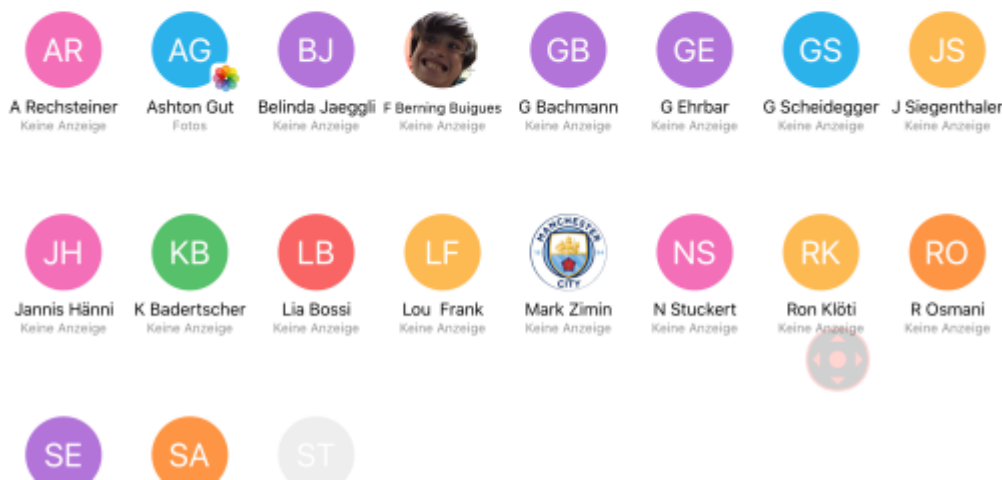 AR AG BJ GB GE GS JS
A Rechsteiner Ashton Gut Belinda Jaeggli F Berning Buigues G Bachmann G Ehrbar G Scheidegger J Siegenthaler
Keine Anzeige Fotos Keine Anzeige Keine Anzeige Keine Anzeige Keine Anzeige Keine Anzeige Keine Anzeige
JH KB LB LF MANCHESTER CITY NS RK RO
Jannis Hänni K Badertscher Lia Bossi Lou Frank Mark Zimin N Stuckert Ron Klöti R Osmani
Keine Anzeige Keine Anzeige Keine Anzeige Keine Anzeige Keine Anzeige Keine Anzeige Keine Anzeige Keine Anzeige
SE SA ST